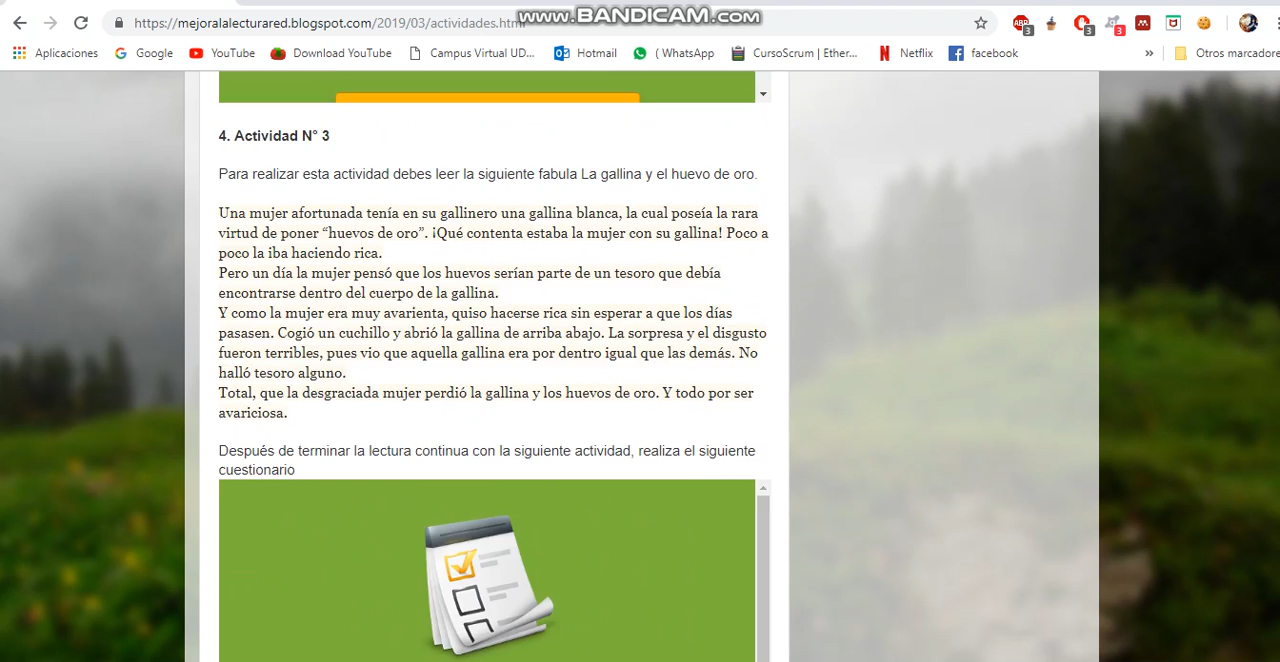 www.BANDICAM.com
https://mejoralalecturared.blogspot.com/2019/03/actividades.html
ABP
3
3
3
Aplicaciones
Google
YouTube
Download YouTube
Campus Virtual UD...
Hotmail
( WhatsApp
CursoScrum | Ether...
Netflix
facebook
»
Otros marcadore
4. Actividad N° 3
Para realizar esta actividad debes leer la siguiente fabula La gallina y el huevo de oro.
Una mujer afortunada tenía en su gallinero una gallina blanca, la cual poseía la rara
virtud de poner “huevos de oro”. ¡Qué contenta estaba la mujer con su gallina! Poco a
poco la iba haciendo rica.
Pero un día la mujer pensó que los huevos serían parte de un tesoro que debía
encontrarse dentro del cuerpo de la gallina.
Y como la mujer era muy avarienta, quiso hacerse rica sin esperar a que los días
pasasen. Cogió un cuchillo y abrió la gallina de arriba abajo. La sorpresa y el disgusto
fueron terribles, pues vio que aquella gallina era por dentro igual que las demás. No
halló tesoro alguno.
Total, que la desgraciada mujer perdió la gallina y los huevos de oro. Y todo por ser
avariciosa.
Después de terminar la lectura continua con la siguiente actividad, realiza el siguiente
cuestionario